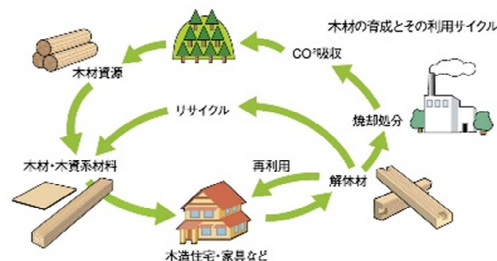 木材の育成とその利用サイクル
CO²吸収
木材資源
リサイクル
焼却処分
木材・木質系材料
再利用
解体材
木造住宅・家具など